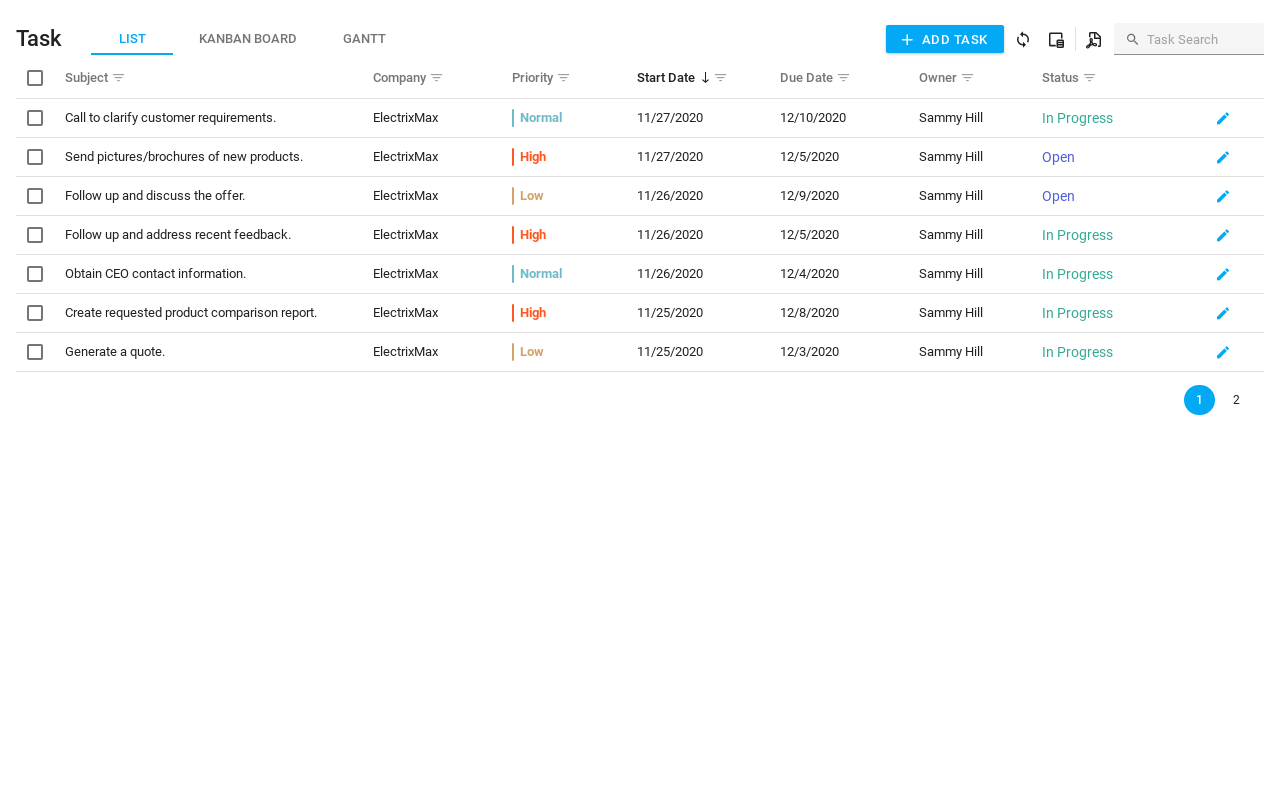 Task LIST KANBAN BOARD GANTT ADD TASK Task Search
Subject Company Priority Start Date Due Date Owner Status
Call to clarify customer requirements. ElectrixMax Normal 11/27/2020 12/10/2020 Sammy Hill In Progress
Send pictures/brochures of new products. ElectrixMax High 11/27/2020 12/5/2020 Sammy Hill Open
Follow up and discuss the offer. ElectrixMax Low 11/26/2020 12/9/2020 Sammy Hill Open
Follow up and address recent feedback. ElectrixMax High 11/26/2020 12/5/2020 Sammy Hill In Progress
Obtain CEO contact information. ElectrixMax Normal 11/26/2020 12/4/2020 Sammy Hill In Progress
Create requested product comparison report. ElectrixMax High 11/25/2020 12/8/2020 Sammy Hill In Progress
Generate a quote. ElectrixMax Low 11/25/2020 12/3/2020 Sammy Hill In Progress
1 2